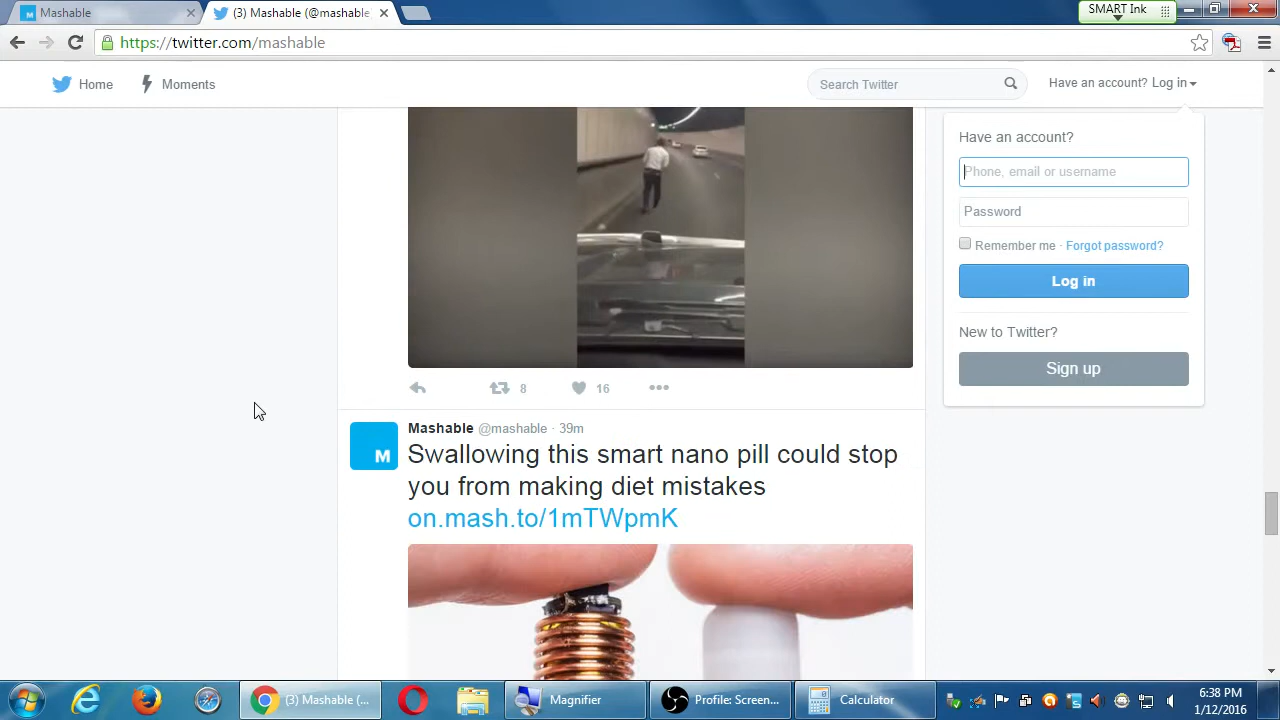 Mashable
(3) Mashable (@mashable
SMART Ink
https://twitter.com/mashable
Home
Moments
Search Twitter
Have an account? Log in
Have an account?
Phone, email or username
Password
Remember me · Forgot password?
Log in
New to Twitter?
Sign up
8
16
Mashable @mashable · 39m
Swallowing this smart nano pill could stop
you from making diet mistakes
on.mash.to/1mTWpmK
(3) Mashable (...
Magnifier
Profile: Screen...
Calculator
6:38 PM
1/12/2016